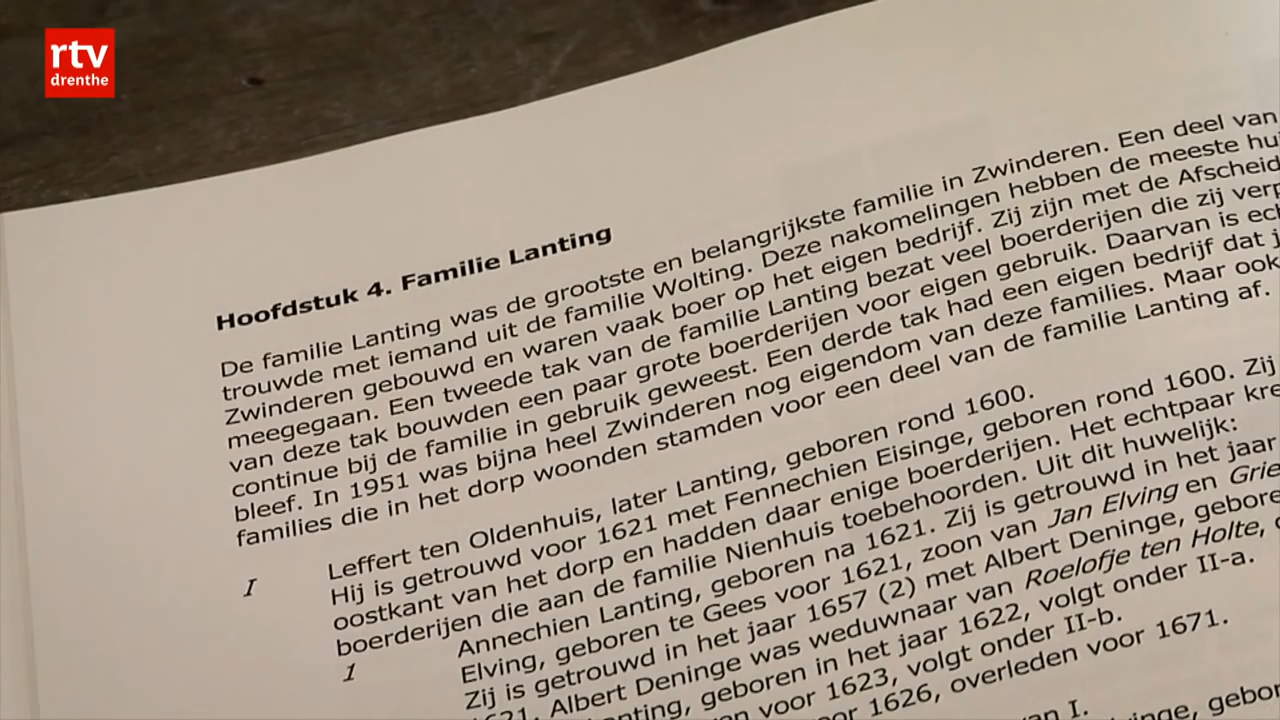 rtv
drenthe
Hoofdstuk 4. Familie Lanting
De familie Lanting was de grootste en belangrijkste familie in Zwinderen. Een deel van
trouwde met iemand uit de familie Wolting. Deze nakomelingen hebben de meeste
Zwinderen gebouwd en waren vaak boer op het eigen bedrijf. Zij zijn met de Afscheid
meegegaan. Een tweede tak van de familie Lanting bezat veel boerderijen die zij
van deze tak bouwden een paar grote boerderijen voor eigen gebruik. Daarvan is
continue bij de familie in gebruik geweest. Een derde tak had een eigen bedrijf dat
bleef. In 1951 was bijna heel Zwinderen nog eigendom van deze families. Maar ook
families die in het dorp woonden stamden voor een deel van de familie Lanting af.
I Leffert ten Oldenhuis, later Lanting, geboren rond 1600.
Hij is getrouwd voor 1621 met Fennechien Eisinge, geboren rond 1600. Zij
oostkant van het dorp en hadden daar enige boerderijen. Het echtpaar
boerderijen die aan de familie Nienhuis toebehoorden. Uit dit huwelijk:
1 Annechien Lanting, geboren na 1621. Zij is getrouwd in het jaar
Elving, geboren te Gees voor 1621, zoon van Jan Elving en
Zij is getrouwd in het jaar 1657 (2) met Albert Deninge,
1621. Albert Deninge was weduwnaar van Roelofje ten Holte,
geboren in het jaar 1622, volgt onder II-a.
voor 1623, volgt onder II-b.
1626, overleden voor 1671.
van I.